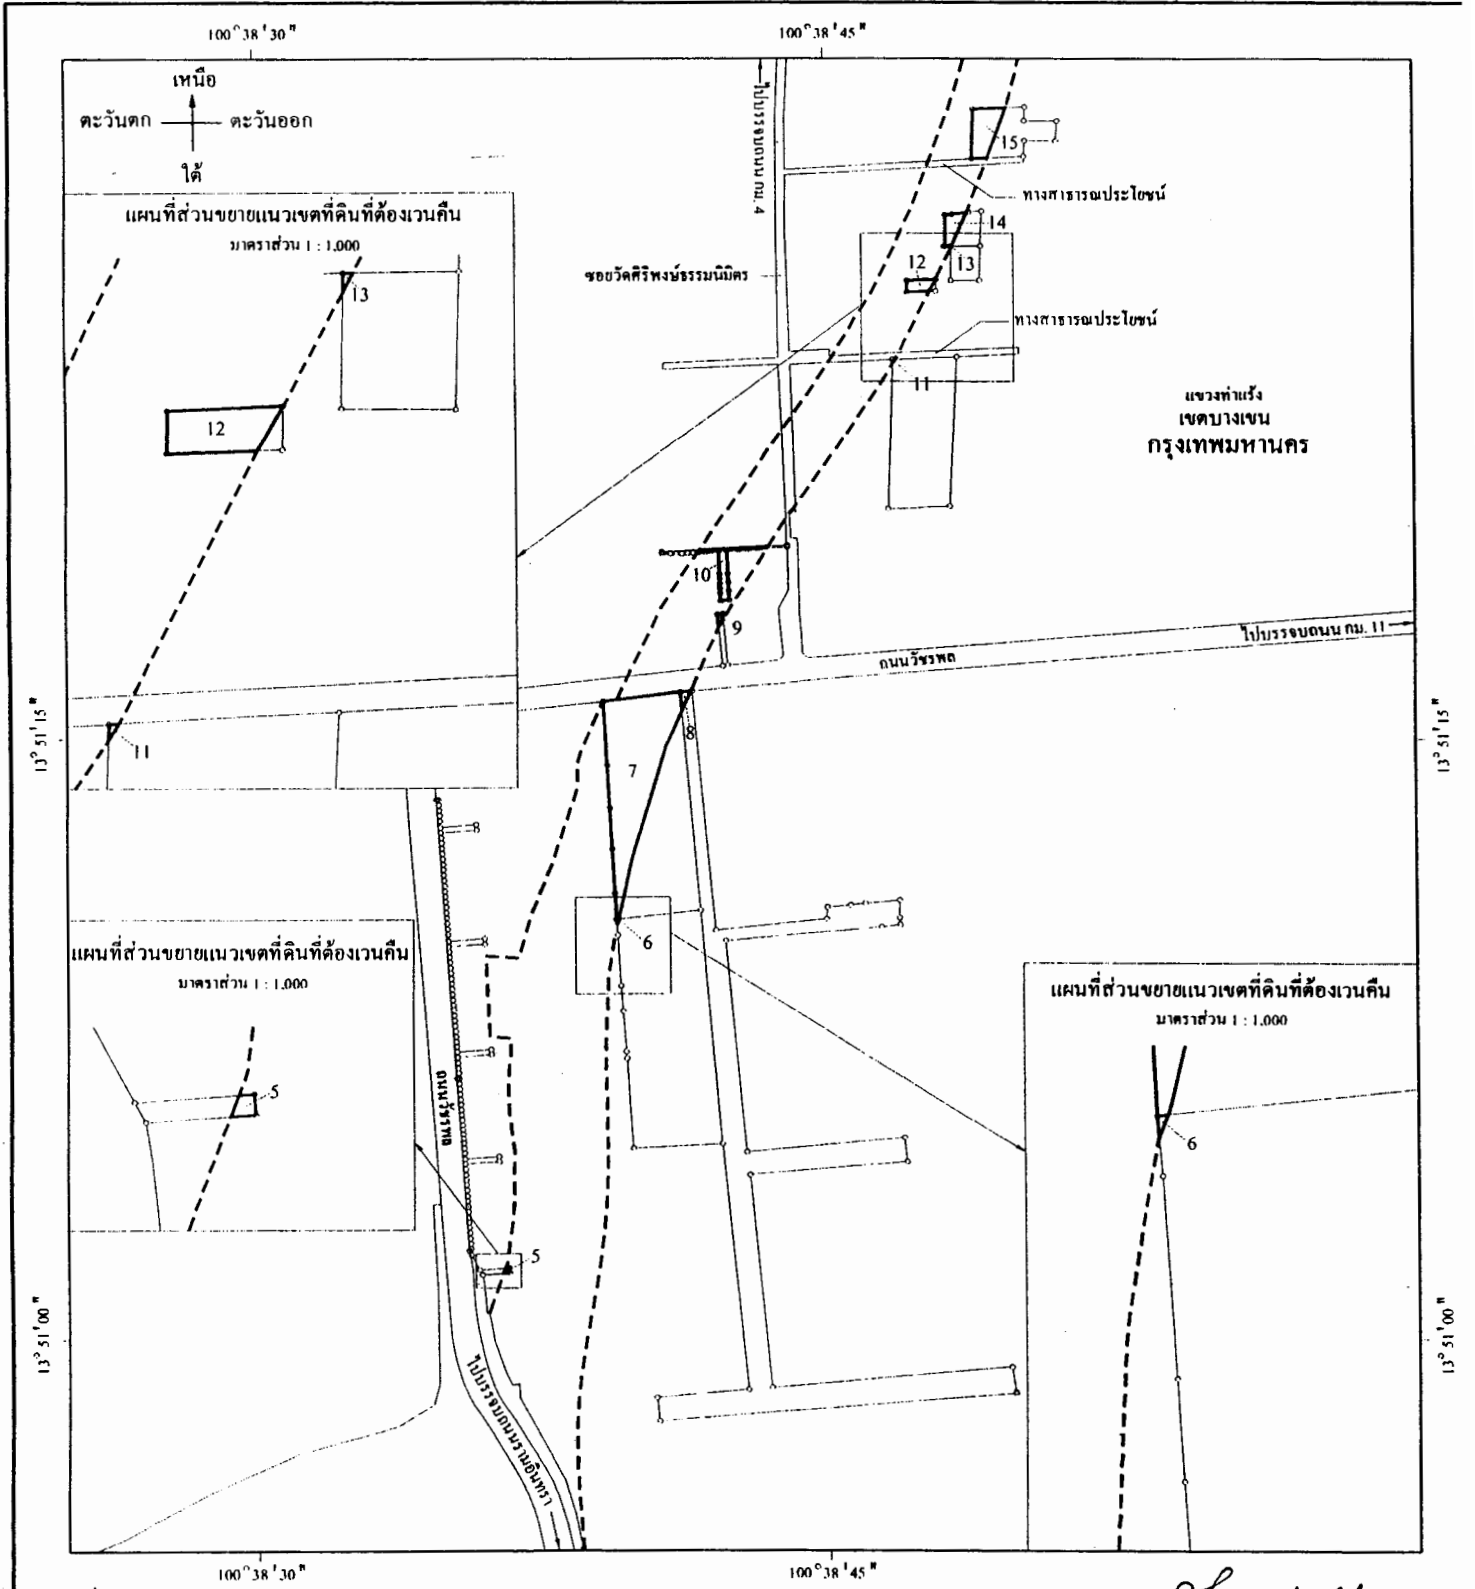 100° 38' 30"
100° 38' 45"
เหนือ
ตะวันตก
ตะวันออก
ใต้
แผนที่ส่วนขยายแนวเขตที่ดินที่ต้องเวนคืน
มาตราส่วน 1 : 1,000
13
12
11
ไปบรรจบถนน กม. 4
15
ทางสาธารณประโยชน์
14
12
13
ซอยวัดศิริพงษ์ธรรมนิมิตร
ทางสาธารณประโยชน์
11
แขวงท่าแร้ง
เขตบางเขน
กรุงเทพมหานคร
10
9
ไปบรรจบถนน กม. 11
ถนนวัชรพล
13° 51' 15"
13° 51' 15"
8
7
6
แผนที่ส่วนขยายแนวเขตที่ดินที่ต้องเวนคืน
มาตราส่วน 1 : 1,000
5
ถนนวัชรพล
5
แผนที่ส่วนขยายแนวเขตที่ดินที่ต้องเวนคืน
มาตราส่วน 1 : 1,000
6
13° 51' 00"
13° 51' 00"
ไปบรรจบถนนรามอินทรา
100° 38' 30"
100° 38' 45"